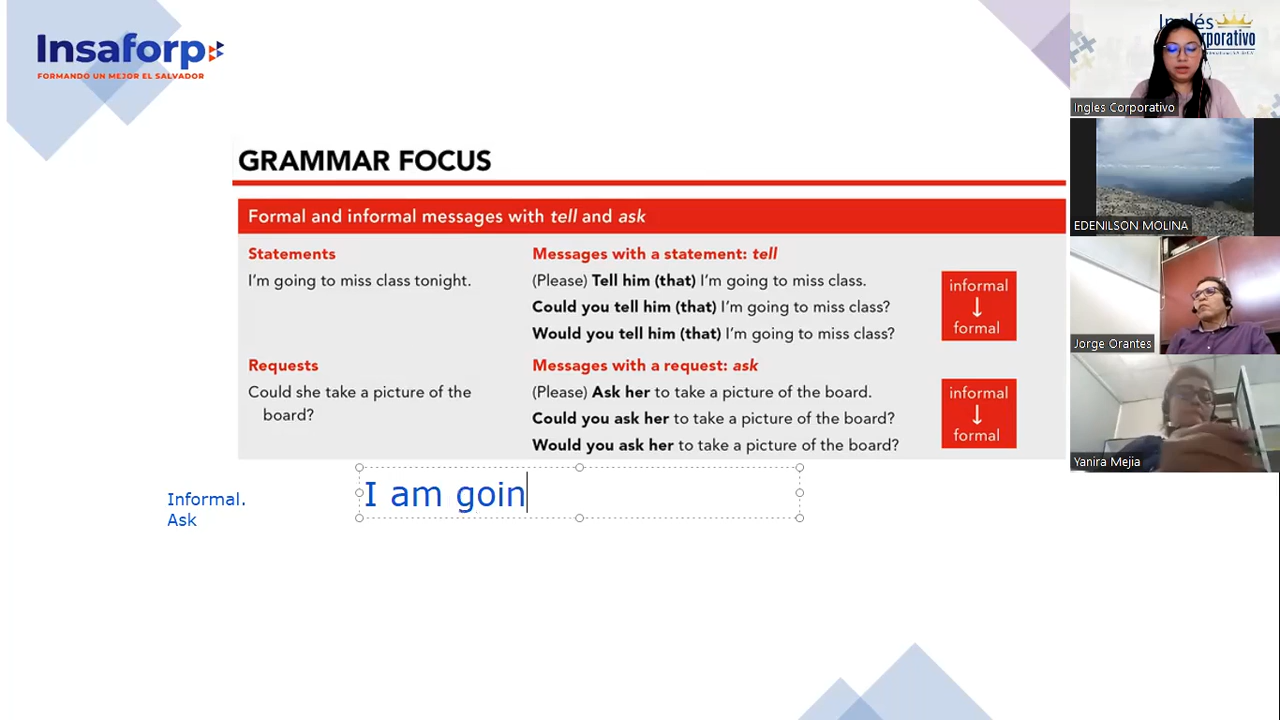 Insaforp
FORMANDO UN MEJOR EL SALVADOR
GRAMMAR FOCUS
Formal and informal messages with tell and ask
Statements
I'm going to miss class tonight.
Messages with a statement: tell
(Please) Tell him (that) I'm going to miss class.
Could you tell him (that) I'm going to miss class?
Would you tell him (that) I'm going to miss class?
informal
↓
formal
Requests
Could she take a picture of the
board?
Messages with a request: ask
(Please) Ask her to take a picture of the board.
Could you ask her to take a picture of the board?
Would you ask her to take a picture of the board?
informal
↓
formal
Informal.
Ask
I am goin
Inglés
Corporativo
Ingles Corporativo
EDENILSON MOLINA
Jorge Orantes
Yanira Mejia